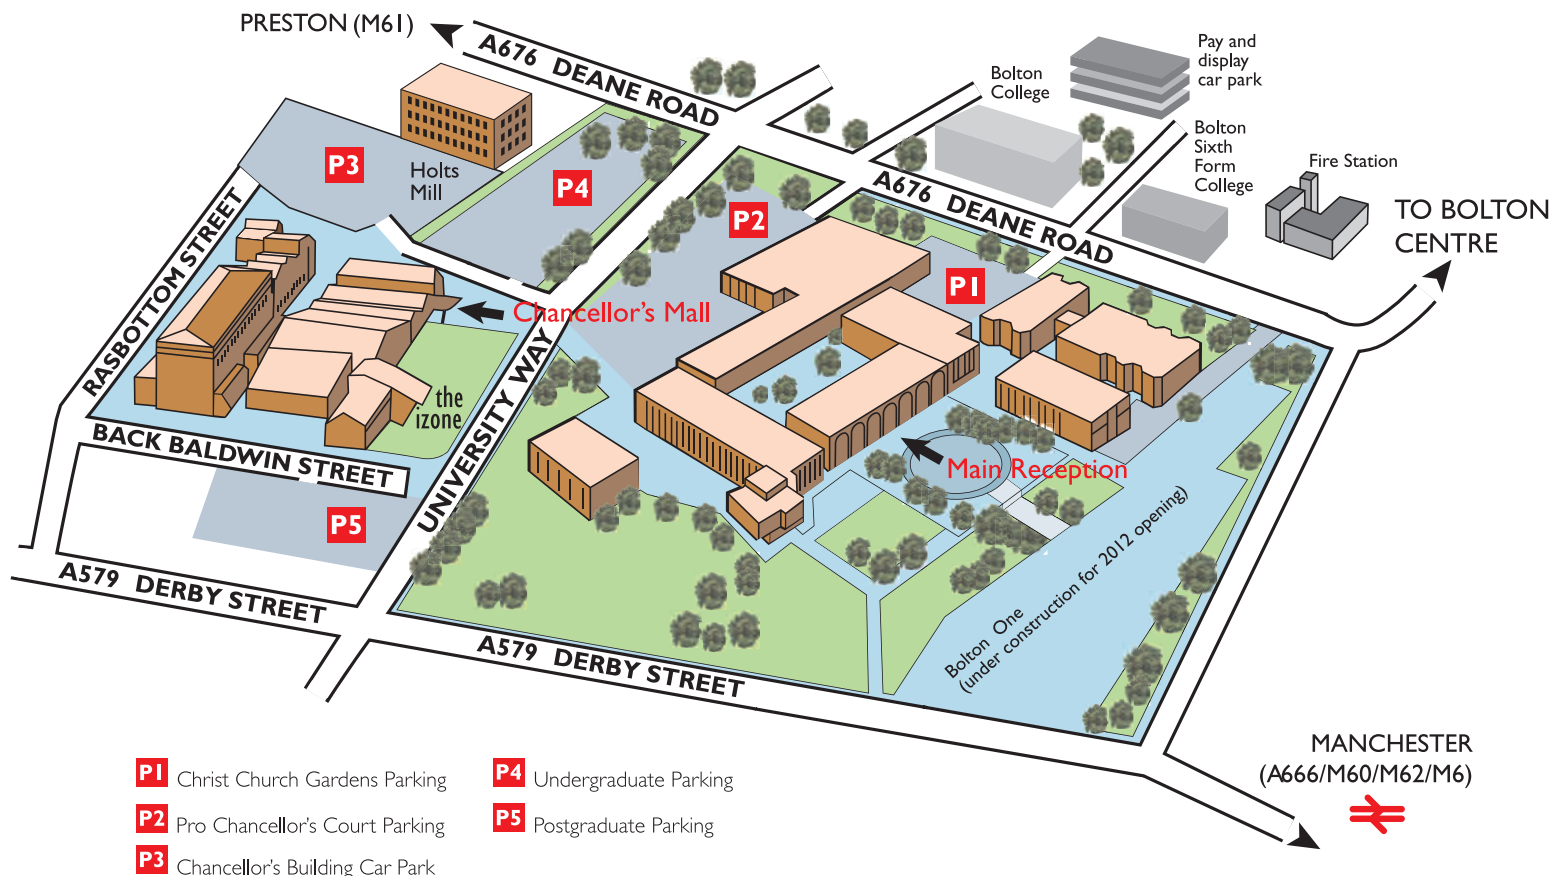 PRESTON (M61)
A676 DEANE ROAD
Bolton
College
Pay and
display
car park
Bolton
Sixth
Form
College
Fire Station
TO BOLTON
CENTRE
P3
Holts
Mill
P4
P2
A676 DEANE ROAD
P1
RASBOTTOM STREET
Chancellor's Mall
UNIVERSITY WAY
the
izone
BACK BALDWIN STREET
Main Reception
P5
Bolton One
(under construction for 2012 opening)
A579 DERBY STREET
A579 DERBY STREET
MANCHESTER
(A666/M60/M62/M6)
P1 Christ Church Gardens Parking
P2 Pro Chancellor's Court Parking
P3 Chancellor's Building Car Park
P4 Undergraduate Parking
P5 Postgraduate Parking